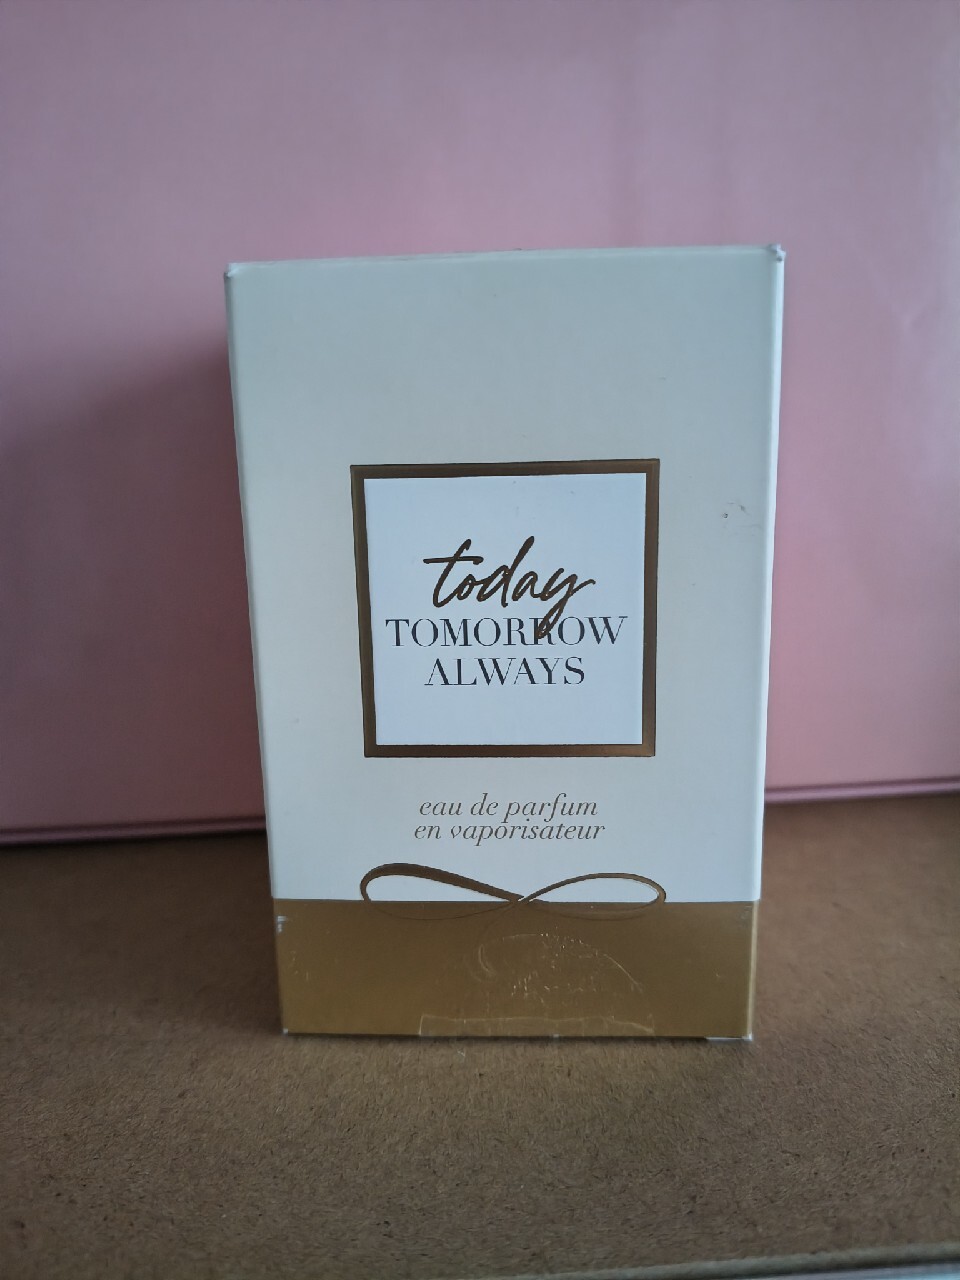 today
TOMORROW
ALWAYS
eau de parfum
en vaporisateur